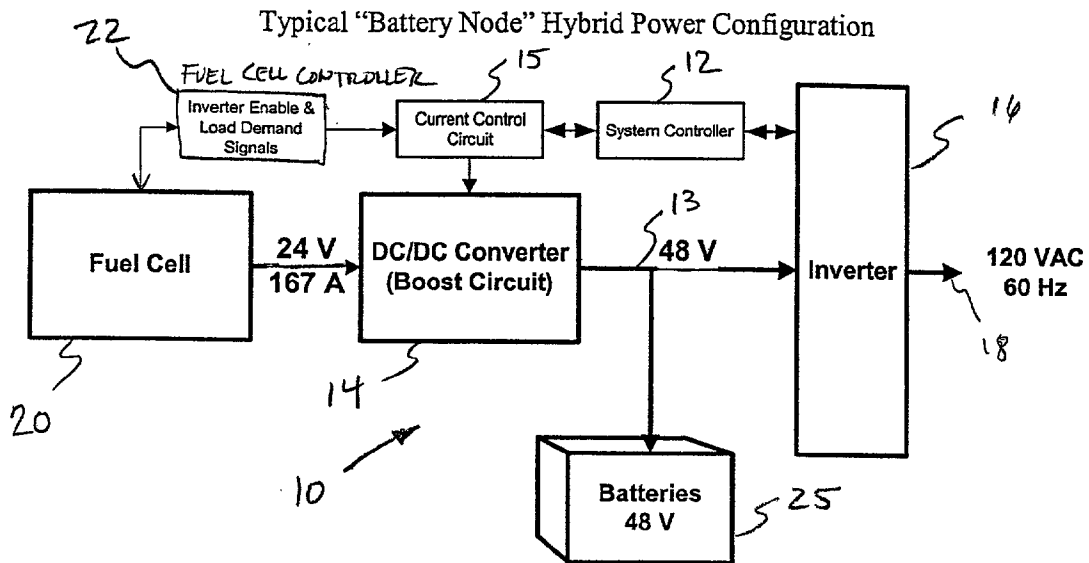 Typical "Battery Node" Hybrid Power Configuration
22
FUEL CELL CONTROLLER
15
12
Inverter Enable &
Load Demand
Signals
Current Control
Circuit
System Controller
16
Fuel Cell
24 V
167 A
DC/DC Converter
(Boost Circuit)
13
48 V
Inverter
120 VAC
60 Hz
18
20
14
10
Batteries
48 V
25